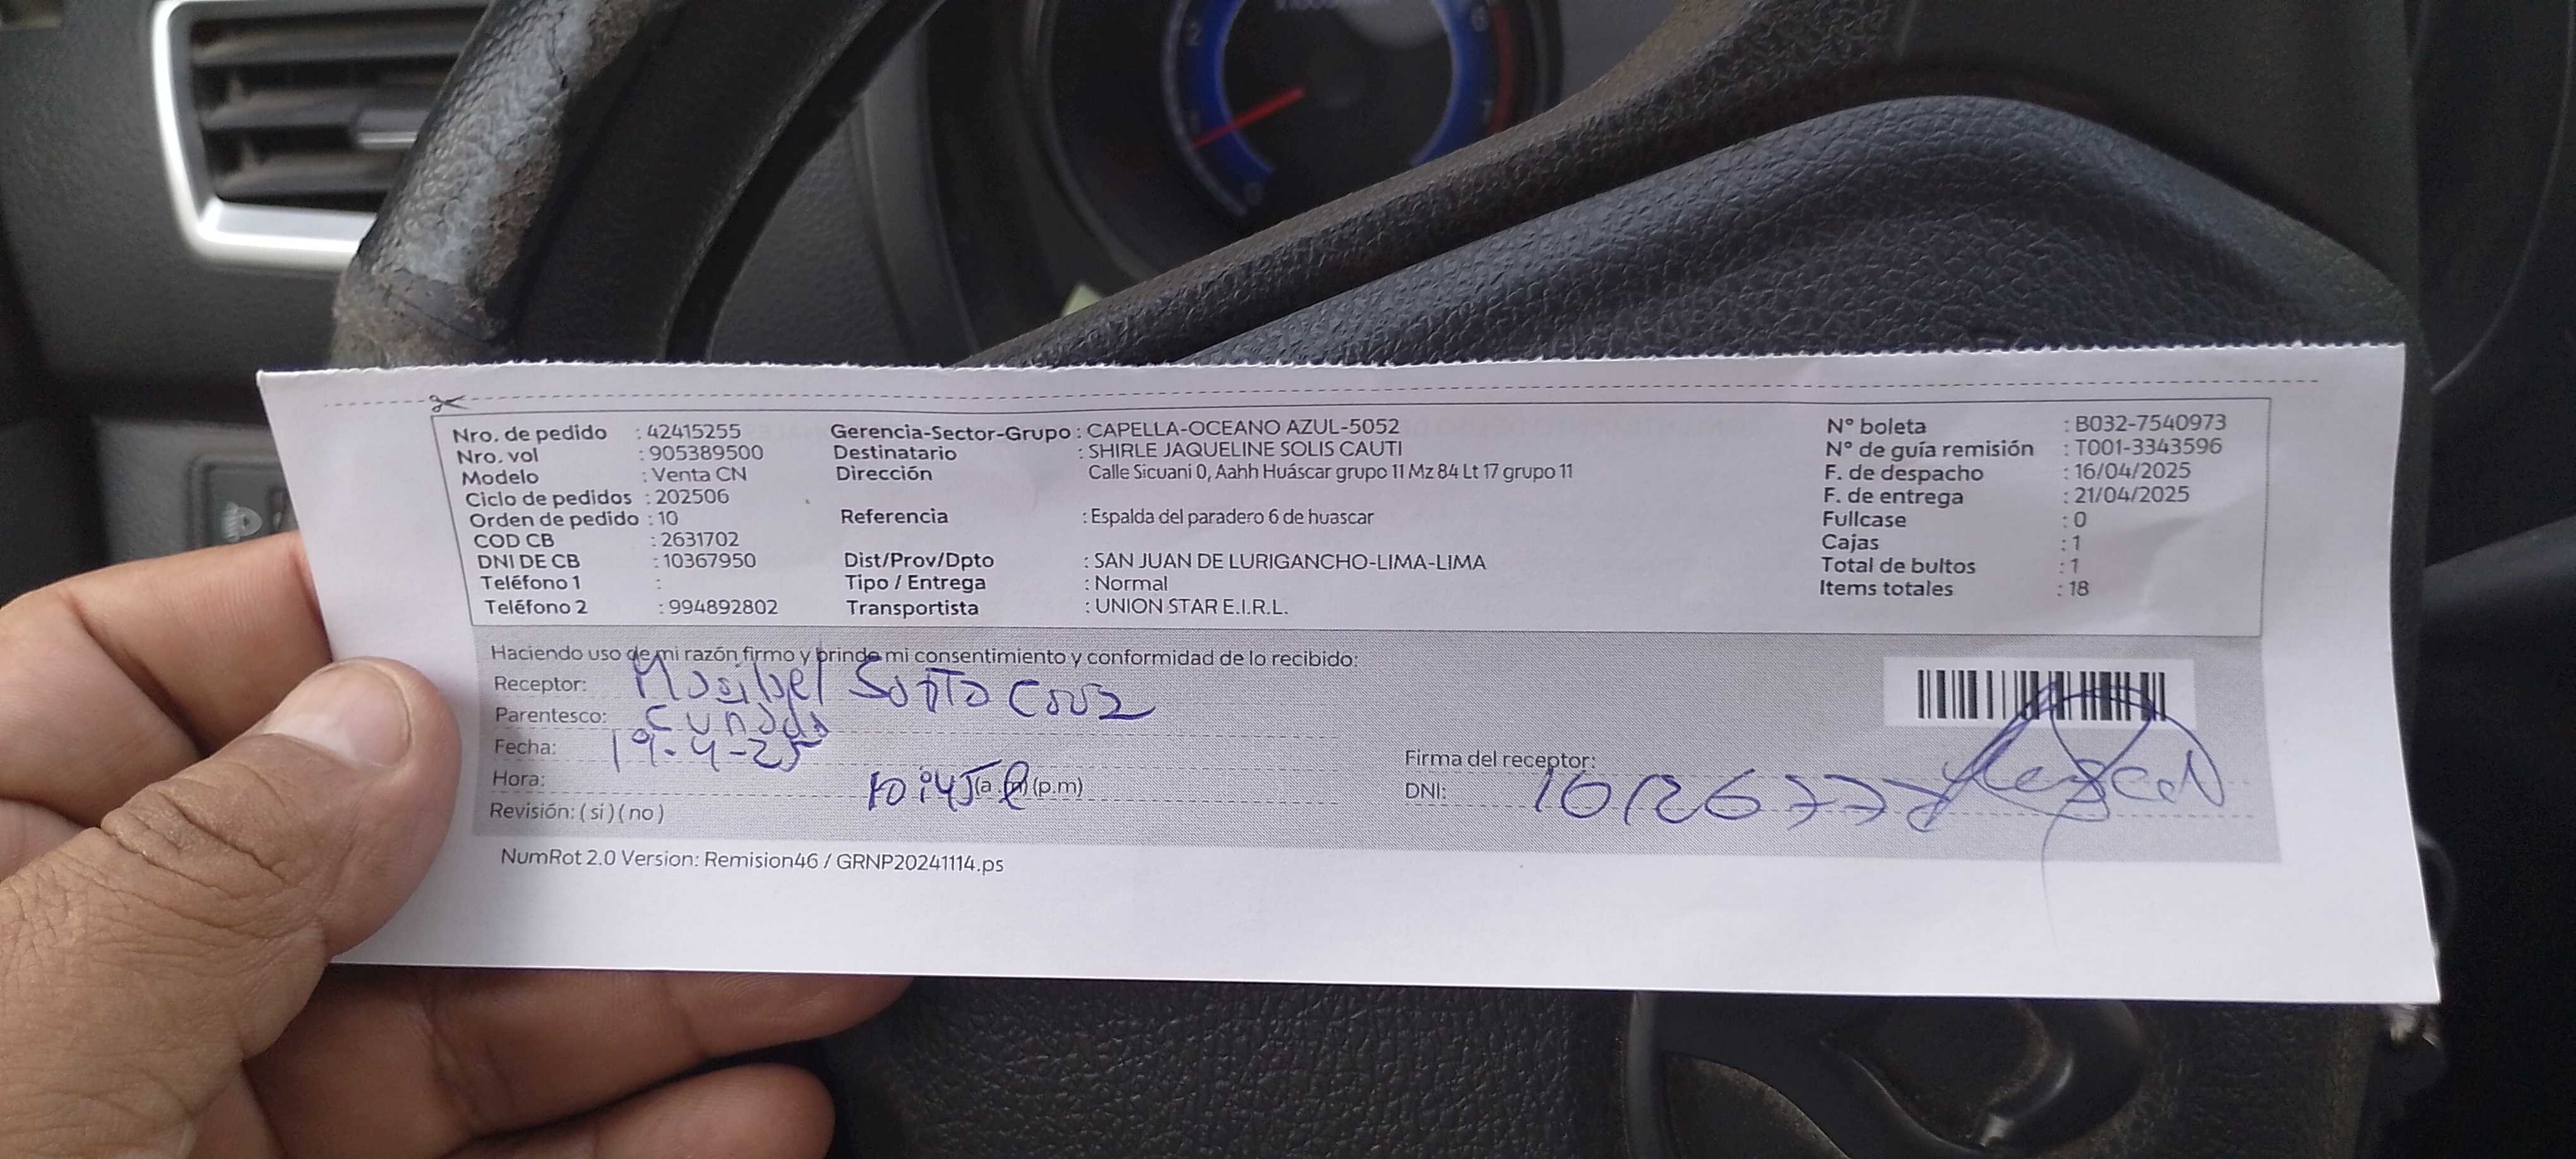 Nro. de pedido : 42415255
Nro. vol : 905389500
Modelo : Venta CN
Ciclo de pedidos : 202506
Orden de pedido : 10
COD CB : 2631702
DNI DE CB : 10367950
Teléfono 1 :
Teléfono 2 : 994892802
Gerencia-Sector-Grupo : CAPELLA-OCEANO AZUL-5052
Destinatario : SHIRLE JAQUELINE SOLIS CAUTI
Dirección Calle Sicuani 0, Aahh Huáscar grupo 11 Mz 84 Lt 17 grupo 11
Referencia : Espalda del paradero 6 de huascar
Dist/Prov/Dpto : SAN JUAN DE LURIGANCHO-LIMA-LIMA
Tipo / Entrega : Normal
Transportista : UNION STAR E.I.R.L.
N° boleta : B032-7540973
N° de guía remisión : T001-3343596
F. de despacho : 16/04/2025
F. de entrega : 21/04/2025
Fullcase : 0
Cajas : 1
Total de bultos : 1
Items totales : 18
Haciendo uso de mi razón firmo y brinde mi consentimiento y conformidad de lo recibido:
Receptor: Maribel Santa Cruz
Parentesco: Cuñada
Fecha: 19-4-25
Hora: 10:45 (a.m) (p.m)
Revisión: ( si ) ( no )
Firma del receptor:
DNI:
NumRot 2.0 Version: Remision46 / GRNP20241114.ps